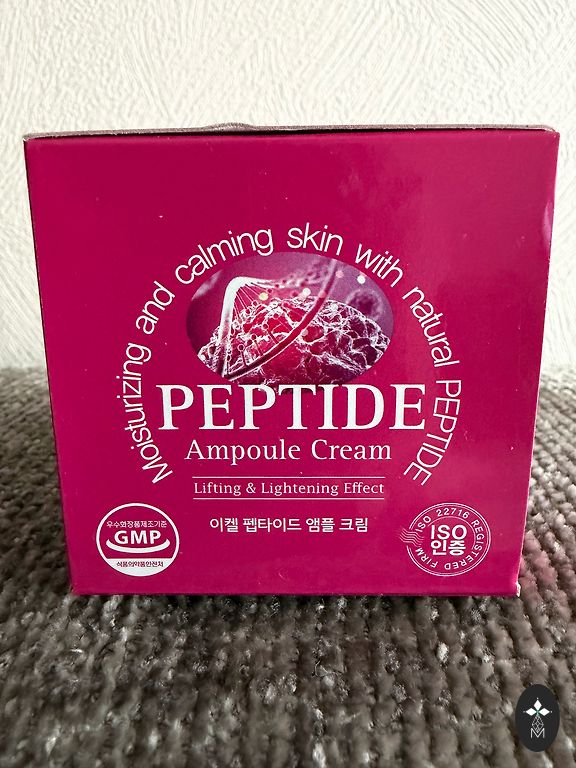 Moisturizing and calming skin with natural PEPTIDE
PEPTIDE
Ampoule Cream
Lifting & Lightening Effect
이켈 펩타이드 앰플 크림
우수화장품제조기준
GMP
식품의약품안전처
ISO 22716 REGISTERED FIRM
ISO
인증
M